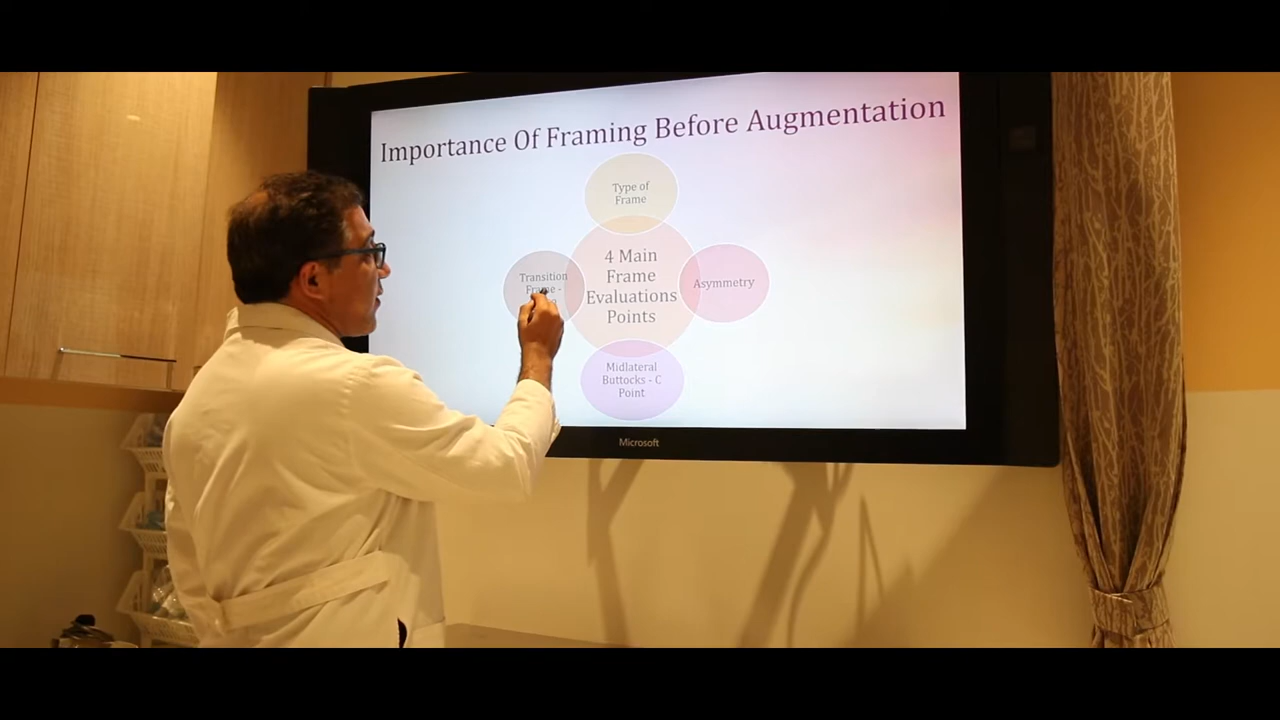 Importance Of Framing Before Augmentation
Type of
Frame
Transition
Frame -
4 Main
Frame
Evaluations
Points
Asymmetry
Midlateral
Buttocks - C
Point
Microsoft